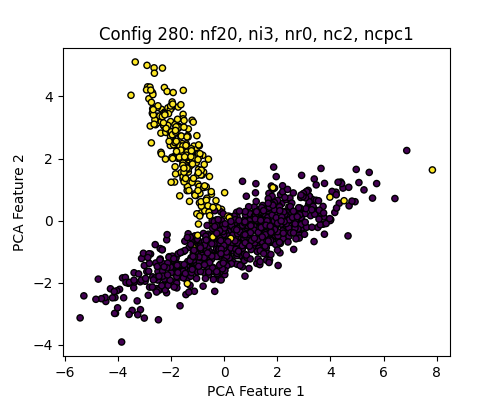 Config 280: nf20, ni3, nr0, nc2, ncpc1
PCA Feature 2
4
2
0
−2
−4
−6 −4 −2 0 2 4 6 8
PCA Feature 1